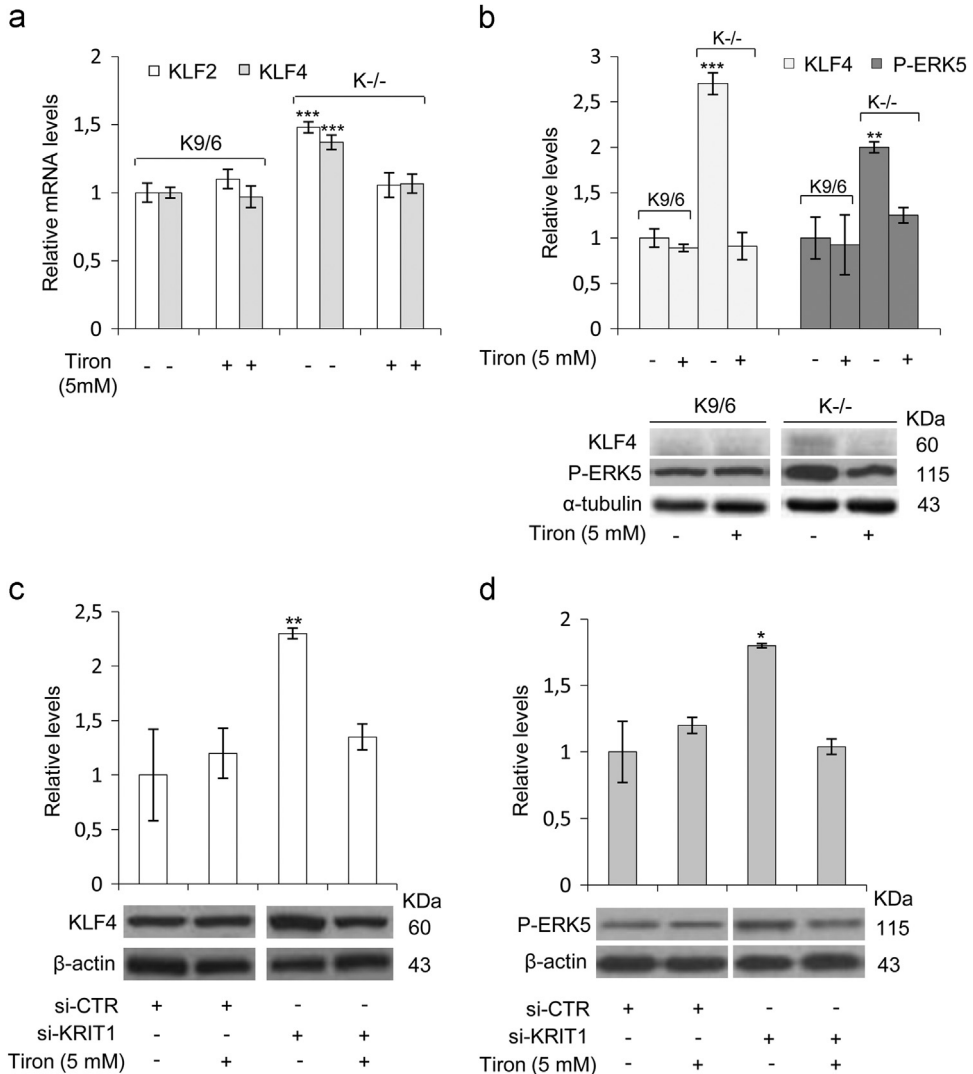 a
2
KLF2 KLF4
K-/-
*** ***
1,5
K9/6
1
0,5
0
Relative mRNA levels
Tiron
(5mM)
- - + + - - + +
b
3
K-/-
KLF4 P-ERK5
***
2,5
K-/-
2
**
K9/6 K9/6
1,5
1
0,5
0
Relative levels
Tiron (5 mM) - + - + - + - +
K9/6 K-/- KDa
KLF4 60
P-ERK5 115
α-tubulin 43
Tiron (5 mM) - + - +
c
2,5
**
2
1,5
1
0,5
0
Relative levels
KDa
KLF4 60
β-actin 43
si-CTR + + - -
si-KRIT1 - - + +
Tiron (5 mM) - + - +
d
2
*
1.5
1
0,5
0
Relative levels
KDa
P-ERK5 115
β-actin 43
si-CTR + + - -
si-KRIT1 - - + +
Tiron (5 mM) - + - +